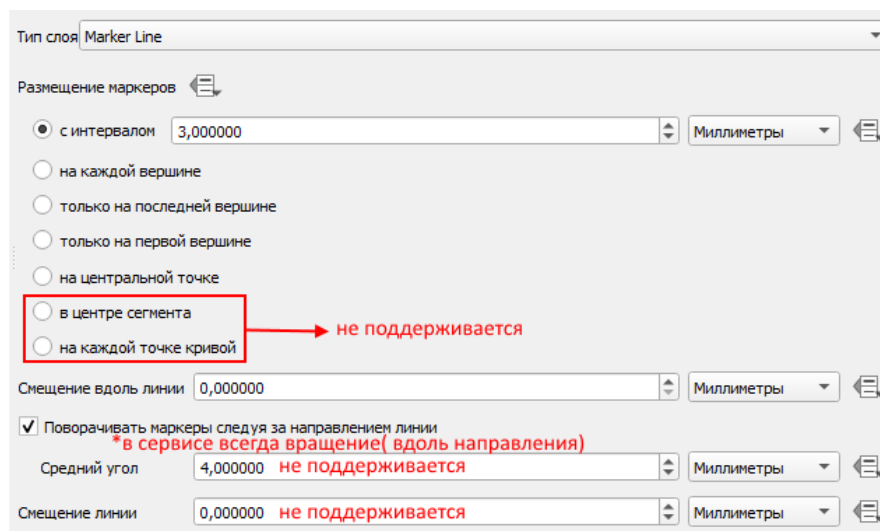 Тип слоя Marker Line
Размещение маркеров
с интервалом 3,000000 Миллиметры
на каждой вершине
только на последней вершине
только на первой вершине
на центральной точке
в центре сегмента
на каждой точке кривой
не поддерживается
Смещение вдоль линии 0,000000 Миллиметры
Поворачивать маркеры следуя за направлением линии
*в сервисе всегда вращение( вдоль направления)
Средний угол 4,000000 не поддерживается Миллиметры
Смещение линии 0,000000 не поддерживается Миллиметры